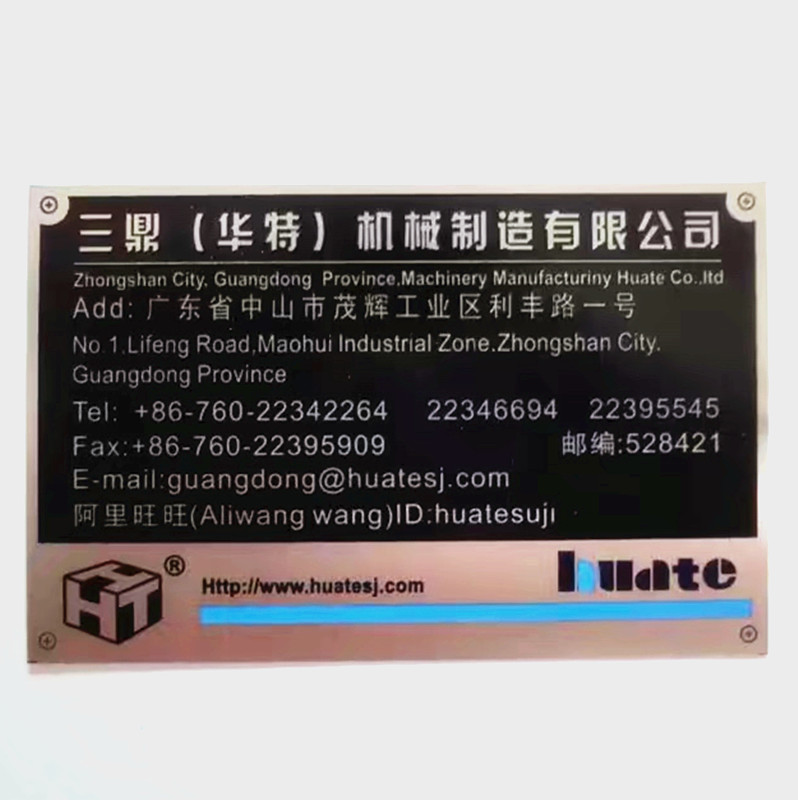 三鼎（华特）机械制造有限公司
Zhongshan City. Guangdong Province,Machinery Manufacturiny Huate Co.,ltd
Add: 广东省中山市茂辉工业区利丰路一号
No.1.Lifeng Road,Maohui Industrial Zone.Zhongshan City.
Guangdong Province
Tel: +86-760-22342264 22346694 22395545
Fax:+86-760-22395909 邮编:528421
E-mail:guangdong@huatesj.com
阿里旺旺(Aliwang wang)ID:huatesuji
HT ® Http://www.huatesj.com huate